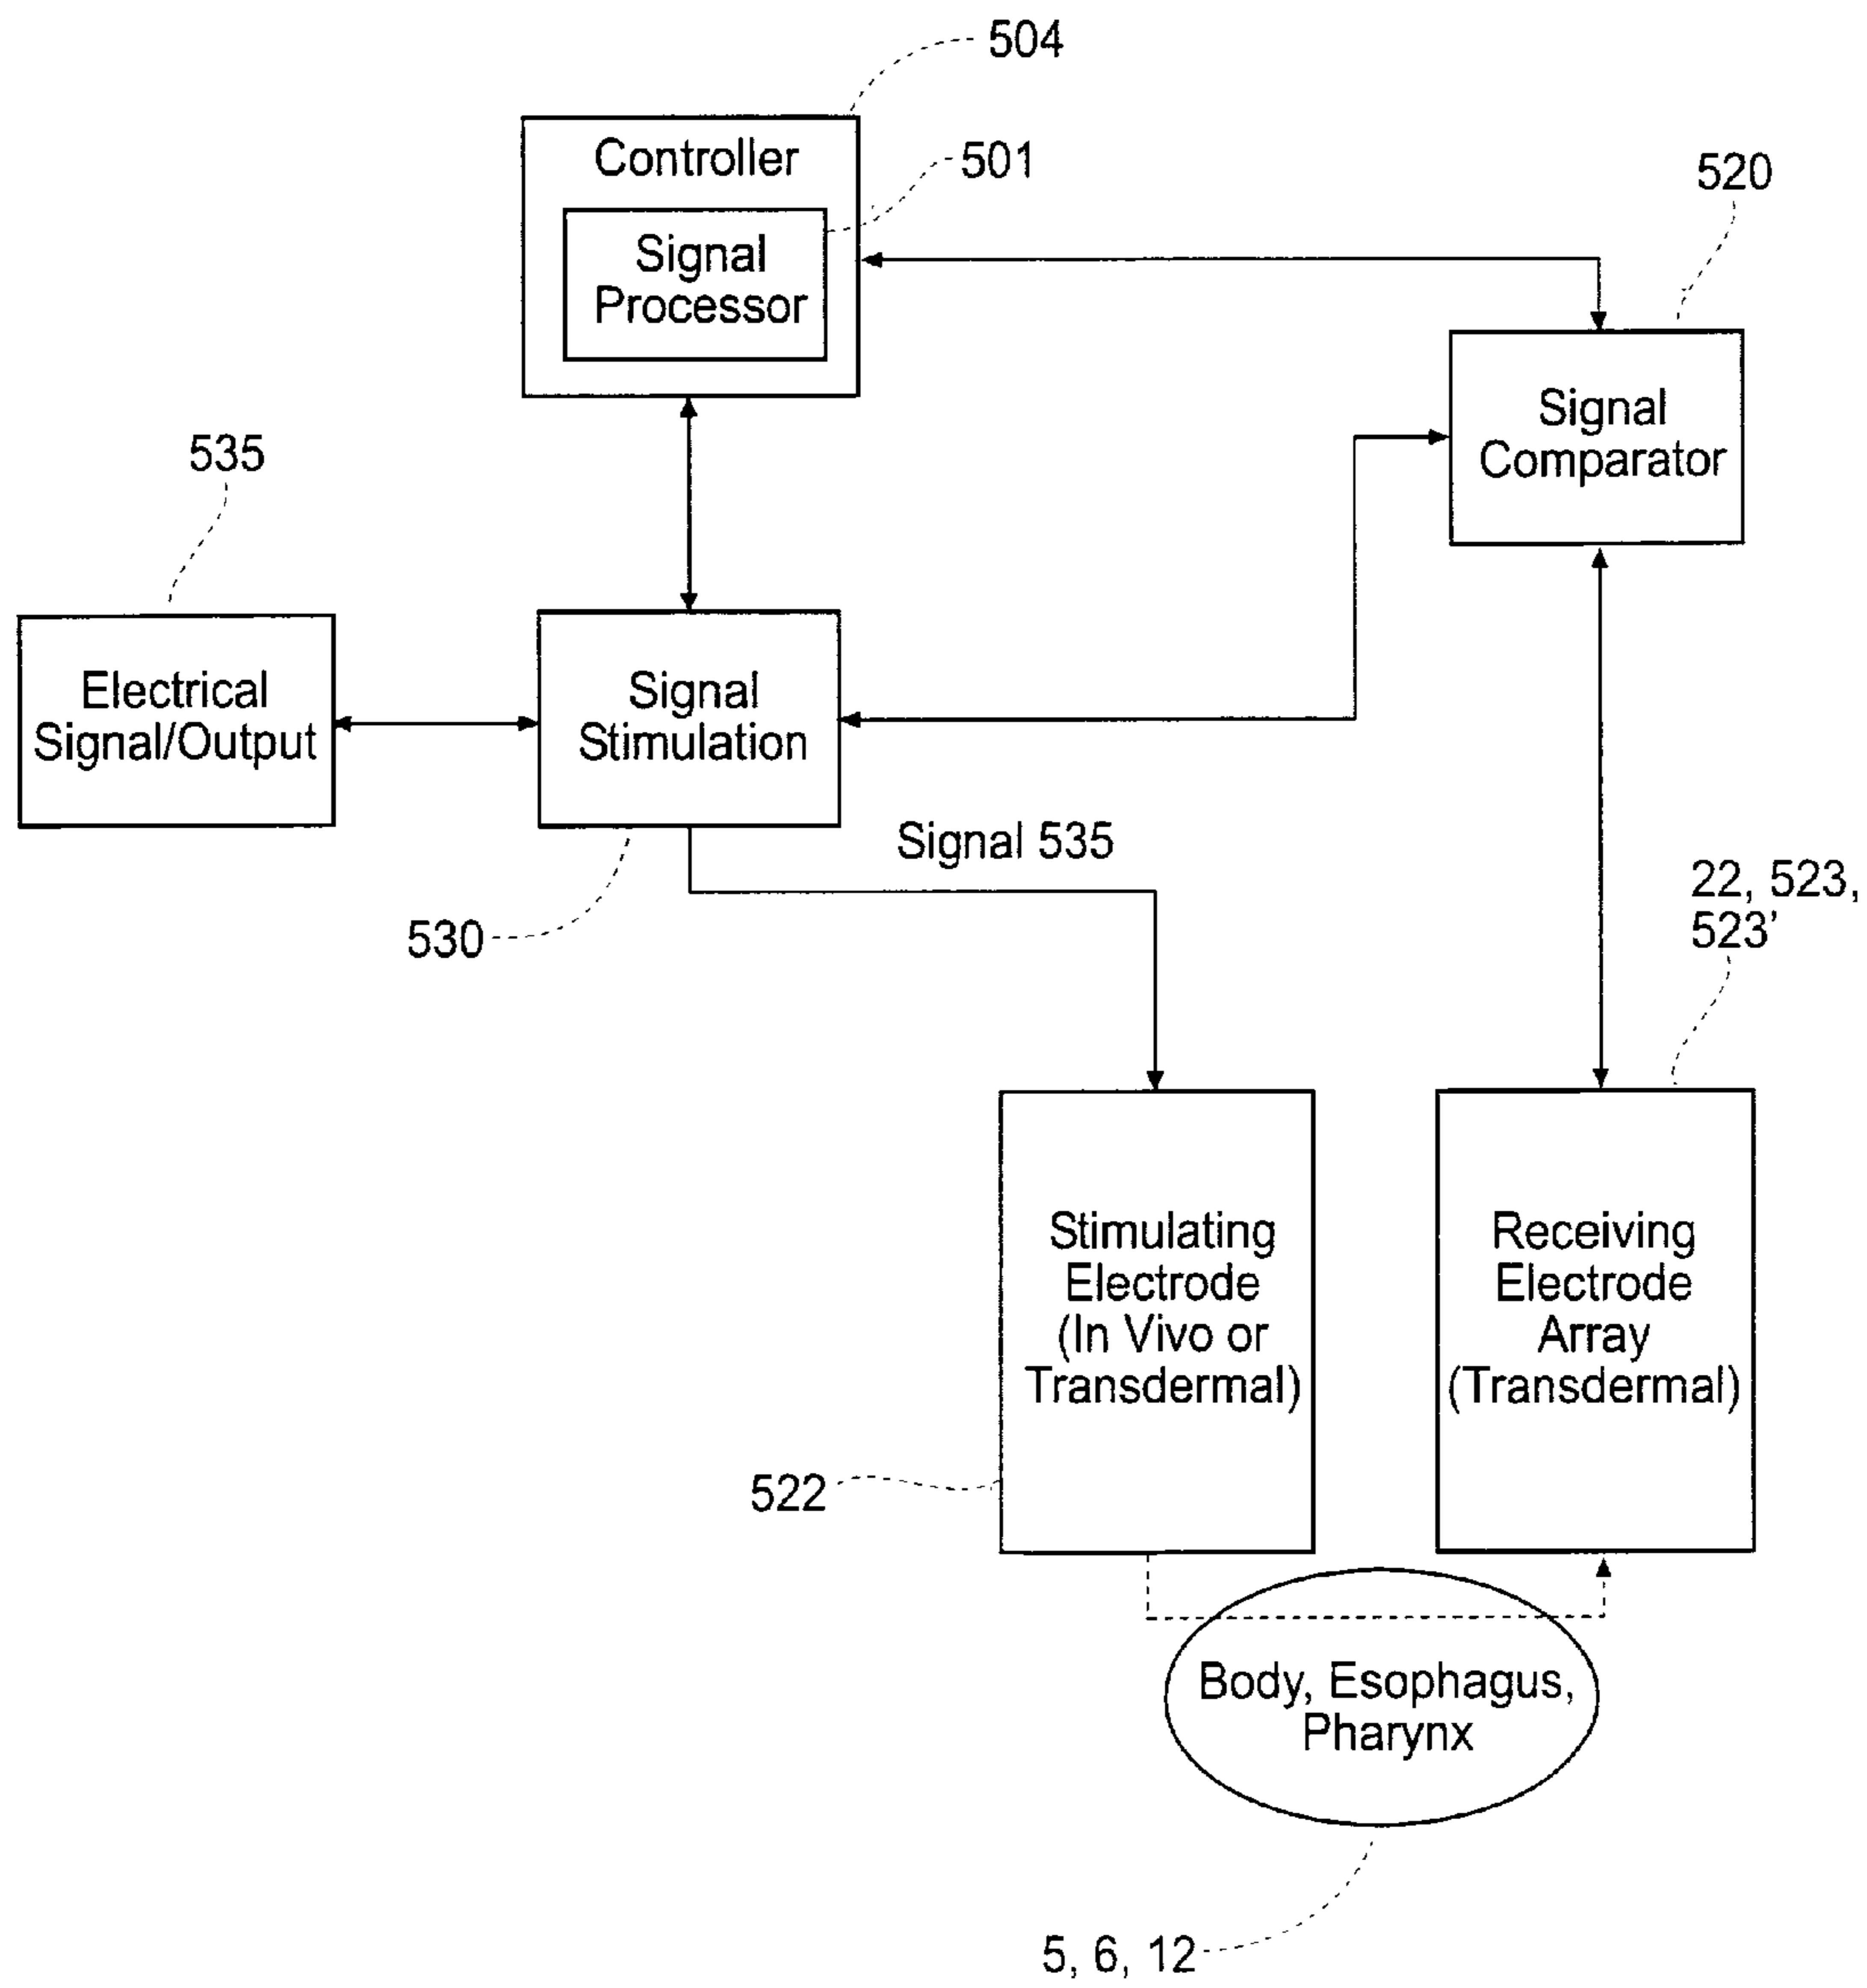 504
Controller
501
Signal
Processor
520
Signal
Comparator
535
Electrical
Signal/Output
Signal
Stimulation
Signal 535
530
22, 523,
523’
Stimulating
Electrode
(In Vivo or
Transdermal)
Receiving
Electrode
Array
(Transdermal)
522
Body, Esophagus,
Pharynx
5, 6, 12